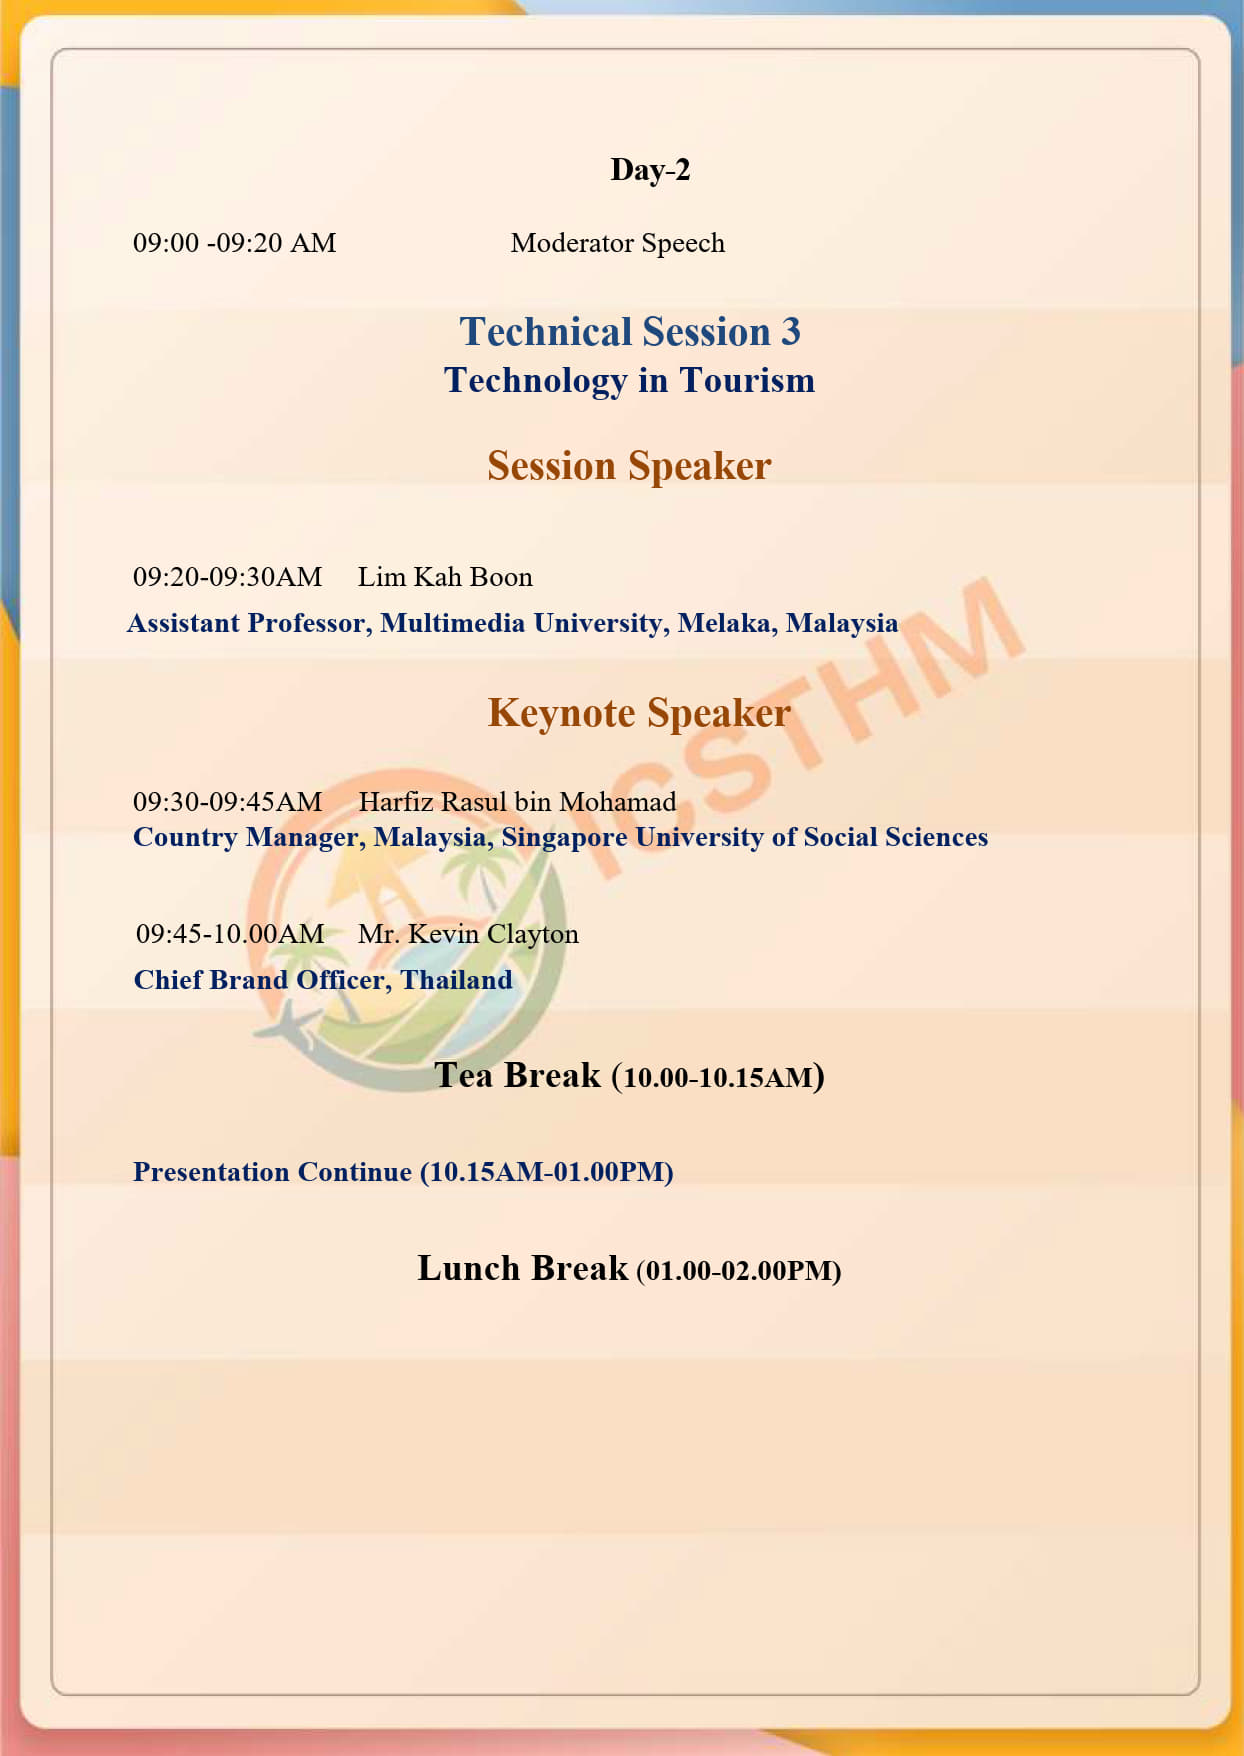 Day-2
09:00 -09:20 AM Moderator Speech
Technical Session 3
Technology in Tourism
Session Speaker
09:20-09:30AM Lim Kah Boon
Assistant Professor, Multimedia University, Melaka, Malaysia
Keynote Speaker
ICSTHM
09:30-09:45AM Harfiz Rasul bin Mohamad
Country Manager, Malaysia, Singapore University of Social Sciences
09:45-10.00AM Mr. Kevin Clayton
Chief Brand Officer, Thailand
Tea Break (10.00-10.15AM)
Presentation Continue (10.15AM-01.00PM)
Lunch Break (01.00-02.00PM)